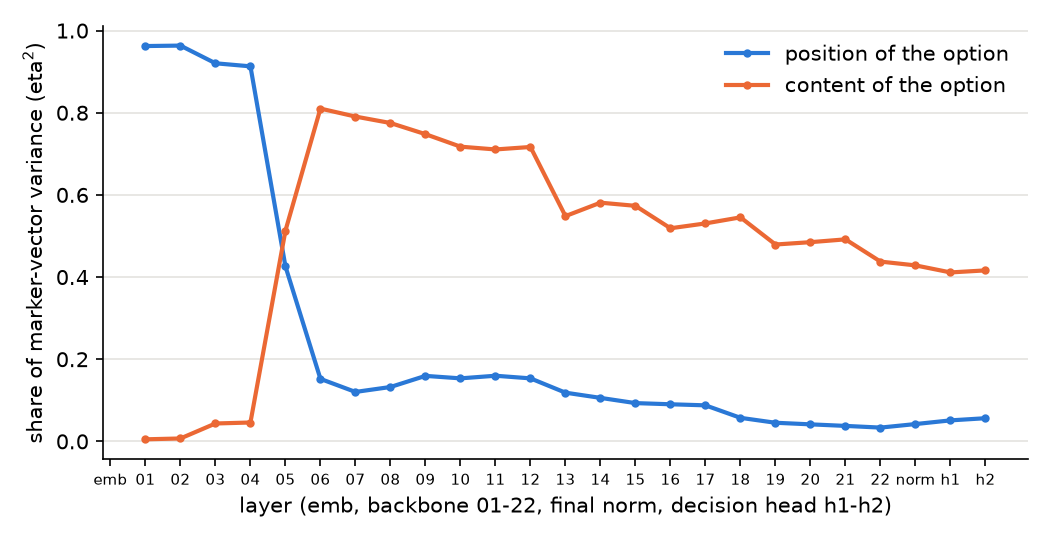 1.0
0.8
0.6
0.4
0.2
0.0
share of marker-vector variance (eta²)
position of the option
content of the option
emb 01 02 03 04 05 06 07 08 09 10 11 12 13 14 15 16 17 18 19 20 21 22 norm h1 h2
layer (emb, backbone 01-22, final norm, decision head h1-h2)